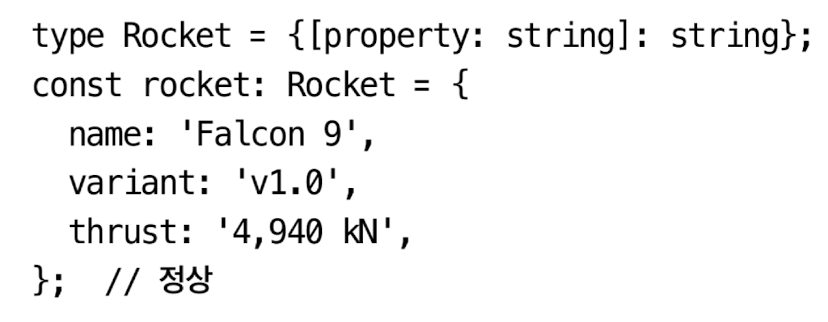 type Rocket = {[property: string]: string};
const rocket: Rocket = {
  name: 'Falcon 9',
  variant: 'v1.0',
  thrust: '4,940 kN',
};  // 정상